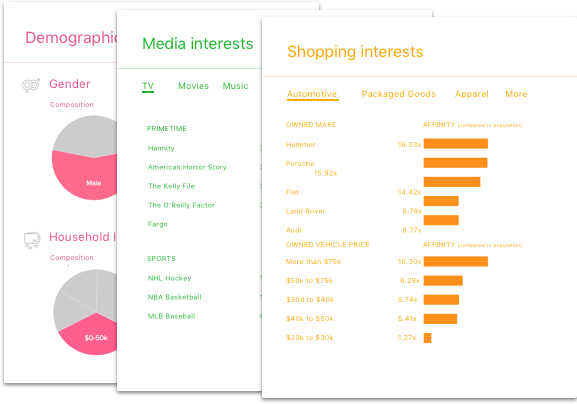 Demographic
Gender
Composition
Male
Household I
Composition
$0-50k
Media interests
TV Movies Music
PRIMETIME
Hannity
American Horror Story
The Kelly File
The O'Reilly Factor
Fargo
SPORTS
NHL Hockey
NBA Basketball
MLB Baseball
Shopping interests
Automotive Packaged Goods Apparel More
OWNED MAKE AFFINITY (compared to population)
Hummer 16.03x
Porsche
15.92x
Fiat 14.42x
Land Rover 8.78x
Audi 8.77x
OWNED VEHICLE PRICE AFFINITY (compared to population)
More than $75k 10.30x
$50k to $75k 6.28x
$30d to $40k 5.74x
$40k to $50k 5.41x
$20k to $30k 1.27x